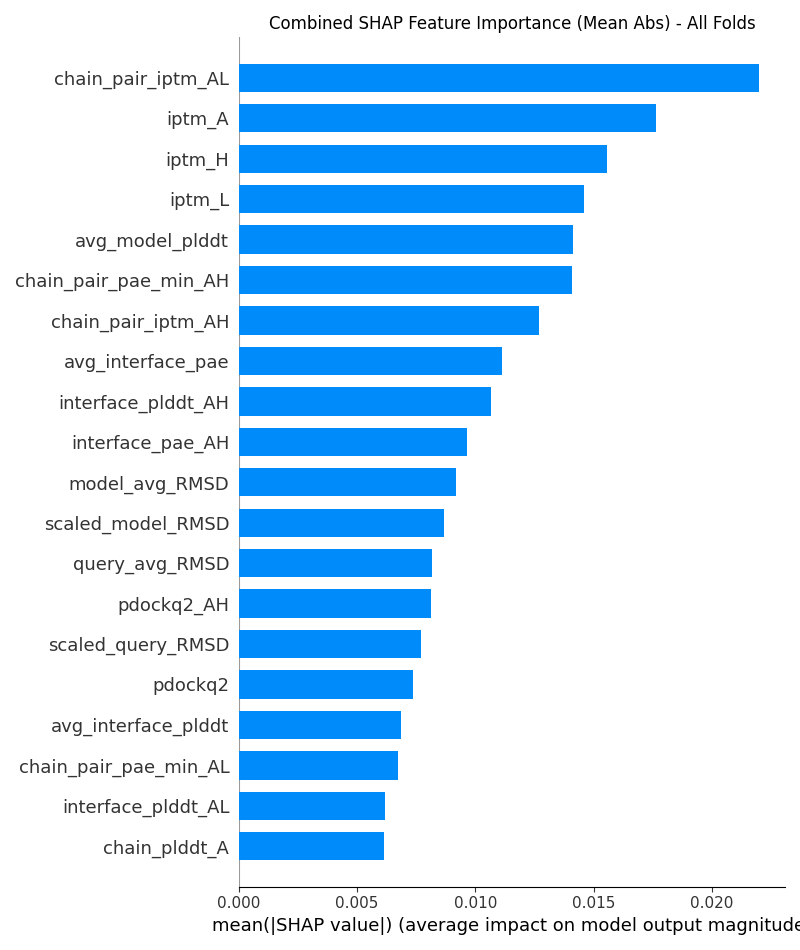 Combined SHAP Feature Importance (Mean Abs) - All Folds
chain_pair_iptm_AL
iptm_A
iptm_H
iptm_L
avg_model_plddt
chain_pair_pae_min_AH
chain_pair_iptm_AH
avg_interface_pae
interface_plddt_AH
interface_pae_AH
model_avg_RMSD
scaled_model_RMSD
query_avg_RMSD
pdockq2_AH
scaled_query_RMSD
pdockq2
avg_interface_plddt
chain_pair_pae_min_AL
interface_plddt_AL
chain_plddt_A
0.000 0.005 0.010 0.015 0.020
mean(|SHAP value|) (average impact on model output magnitude